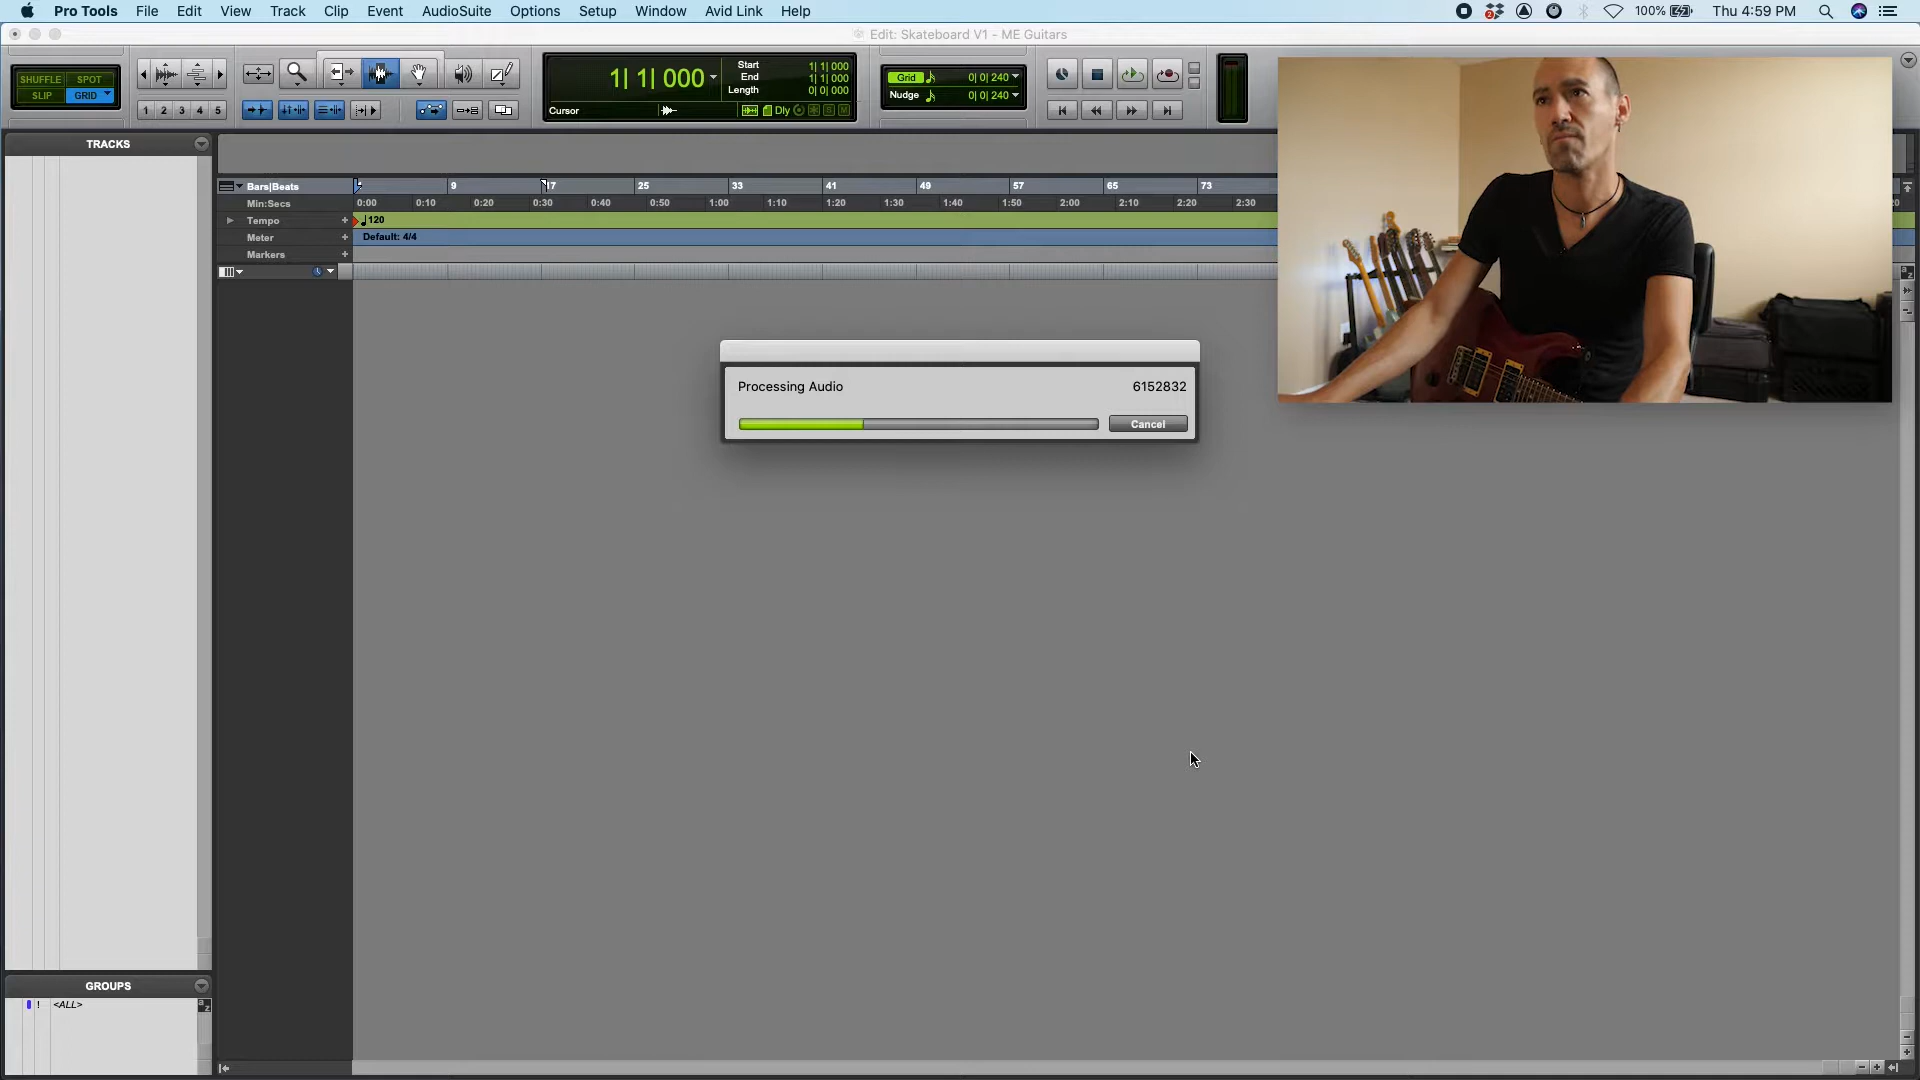 Pro Tools File Edit View Track Clip Event AudioSuite Options Setup Window Avid Link Help 2 100% Thu 4:59 PM
Edit: Skateboard V1 - ME Guitars
SHUFFLE SPOT
SLIP GRID
1 2 3 4 5
1| 1| 000
Start 1| 1| 000
End 1| 1| 000
Length 0| 0| 000
Cursor Dly S M
Grid 0| 0| 240
Nudge 0| 0| 240
TRACKS
Bars|Beats 9 17 25 33 41 49 57 65 73
Min:Secs 0:00 0:10 0:20 0:30 0:40 0:50 1:00 1:10 1:20 1:30 1:40 1:50 2:00 2:10 2:20 2:30
Tempo 120
Meter Default: 4/4
Markers
Processing Audio 6152832
Cancel
GROUPS
! <ALL> a z